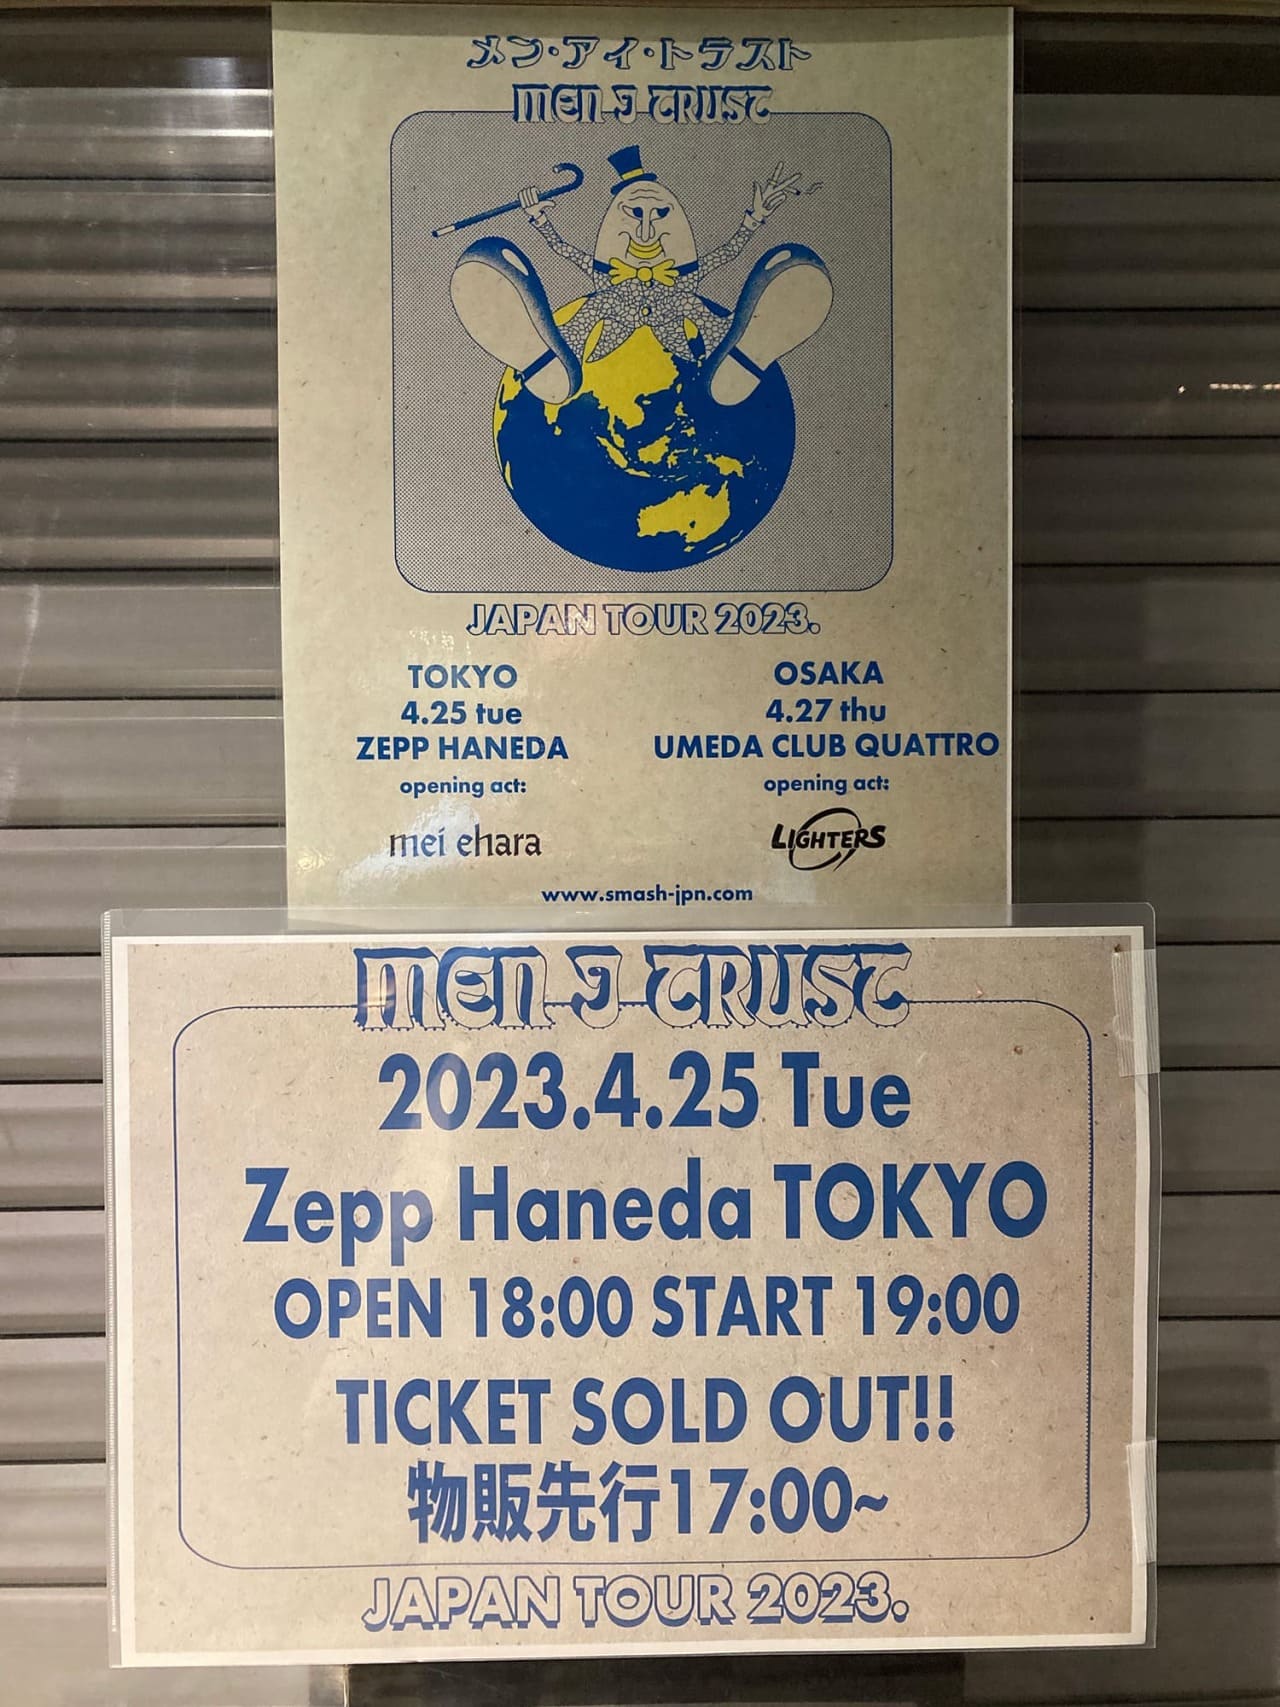 メン・アイ・トラスト
MEN I TRUST
JAPAN TOUR 2023.
TOKYO
4.25 tue
ZEPP HANEDA
opening act:
mei ehara
OSAKA
4.27 thu
UMEDA CLUB QUATTRO
opening act:
LIGHTERS
www.smash-jpn.com
MEN I TRUST
2023.4.25 Tue
Zepp Haneda TOKYO
OPEN 18:00 START 19:00
TICKET SOLD OUT!!
物販先行17:00~
JAPAN TOUR 2023.